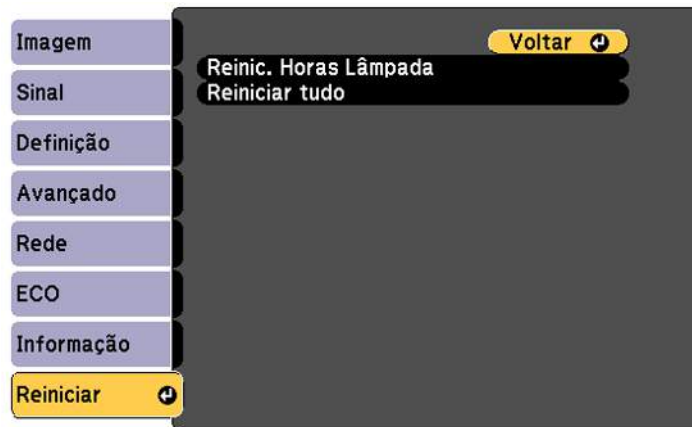 Imagem
Sinal
Definição
Avançado
Rede
ECO
Informação
Reiniciar
Voltar
Reinic. Horas Lâmpada
Reiniciar tudo